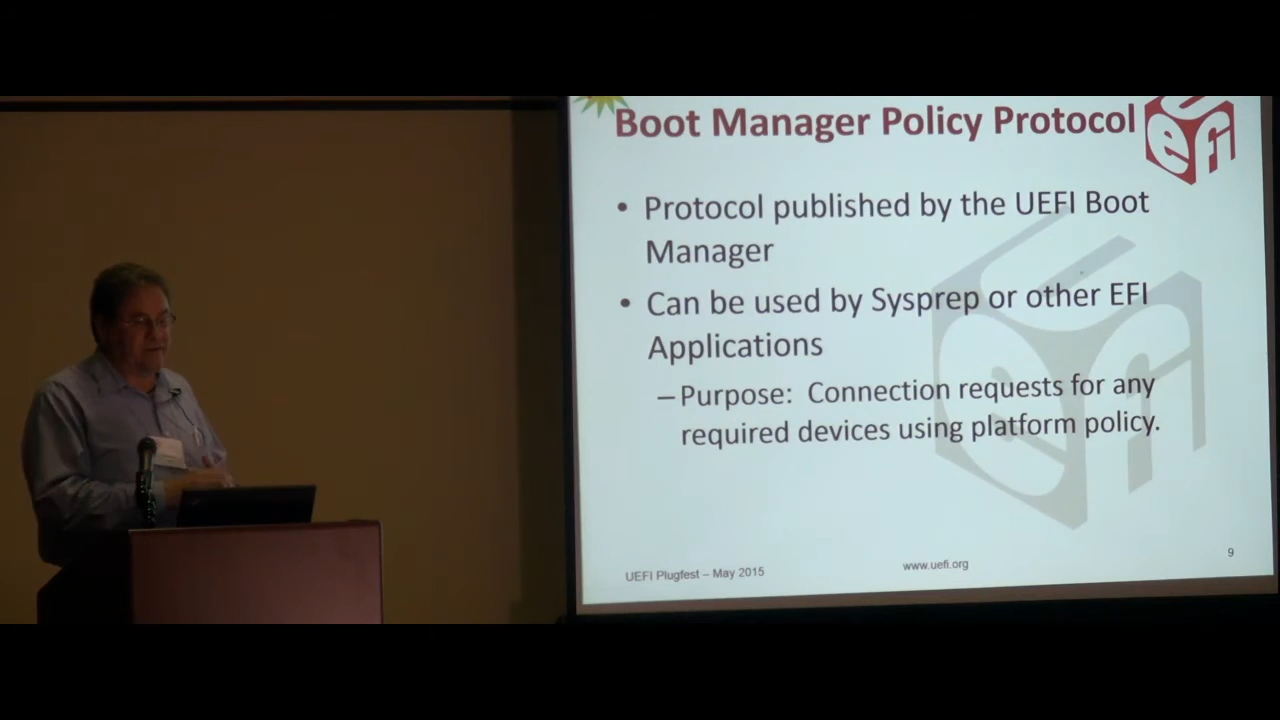 Boot Manager Policy Protocol
uefi
• Protocol published by the UEFI Boot
Manager
• Can be used by Sysprep or other EFI
Applications
– Purpose: Connection requests for any
required devices using platform policy.
UEFI Plugfest – May 2015
www.uefi.org
9